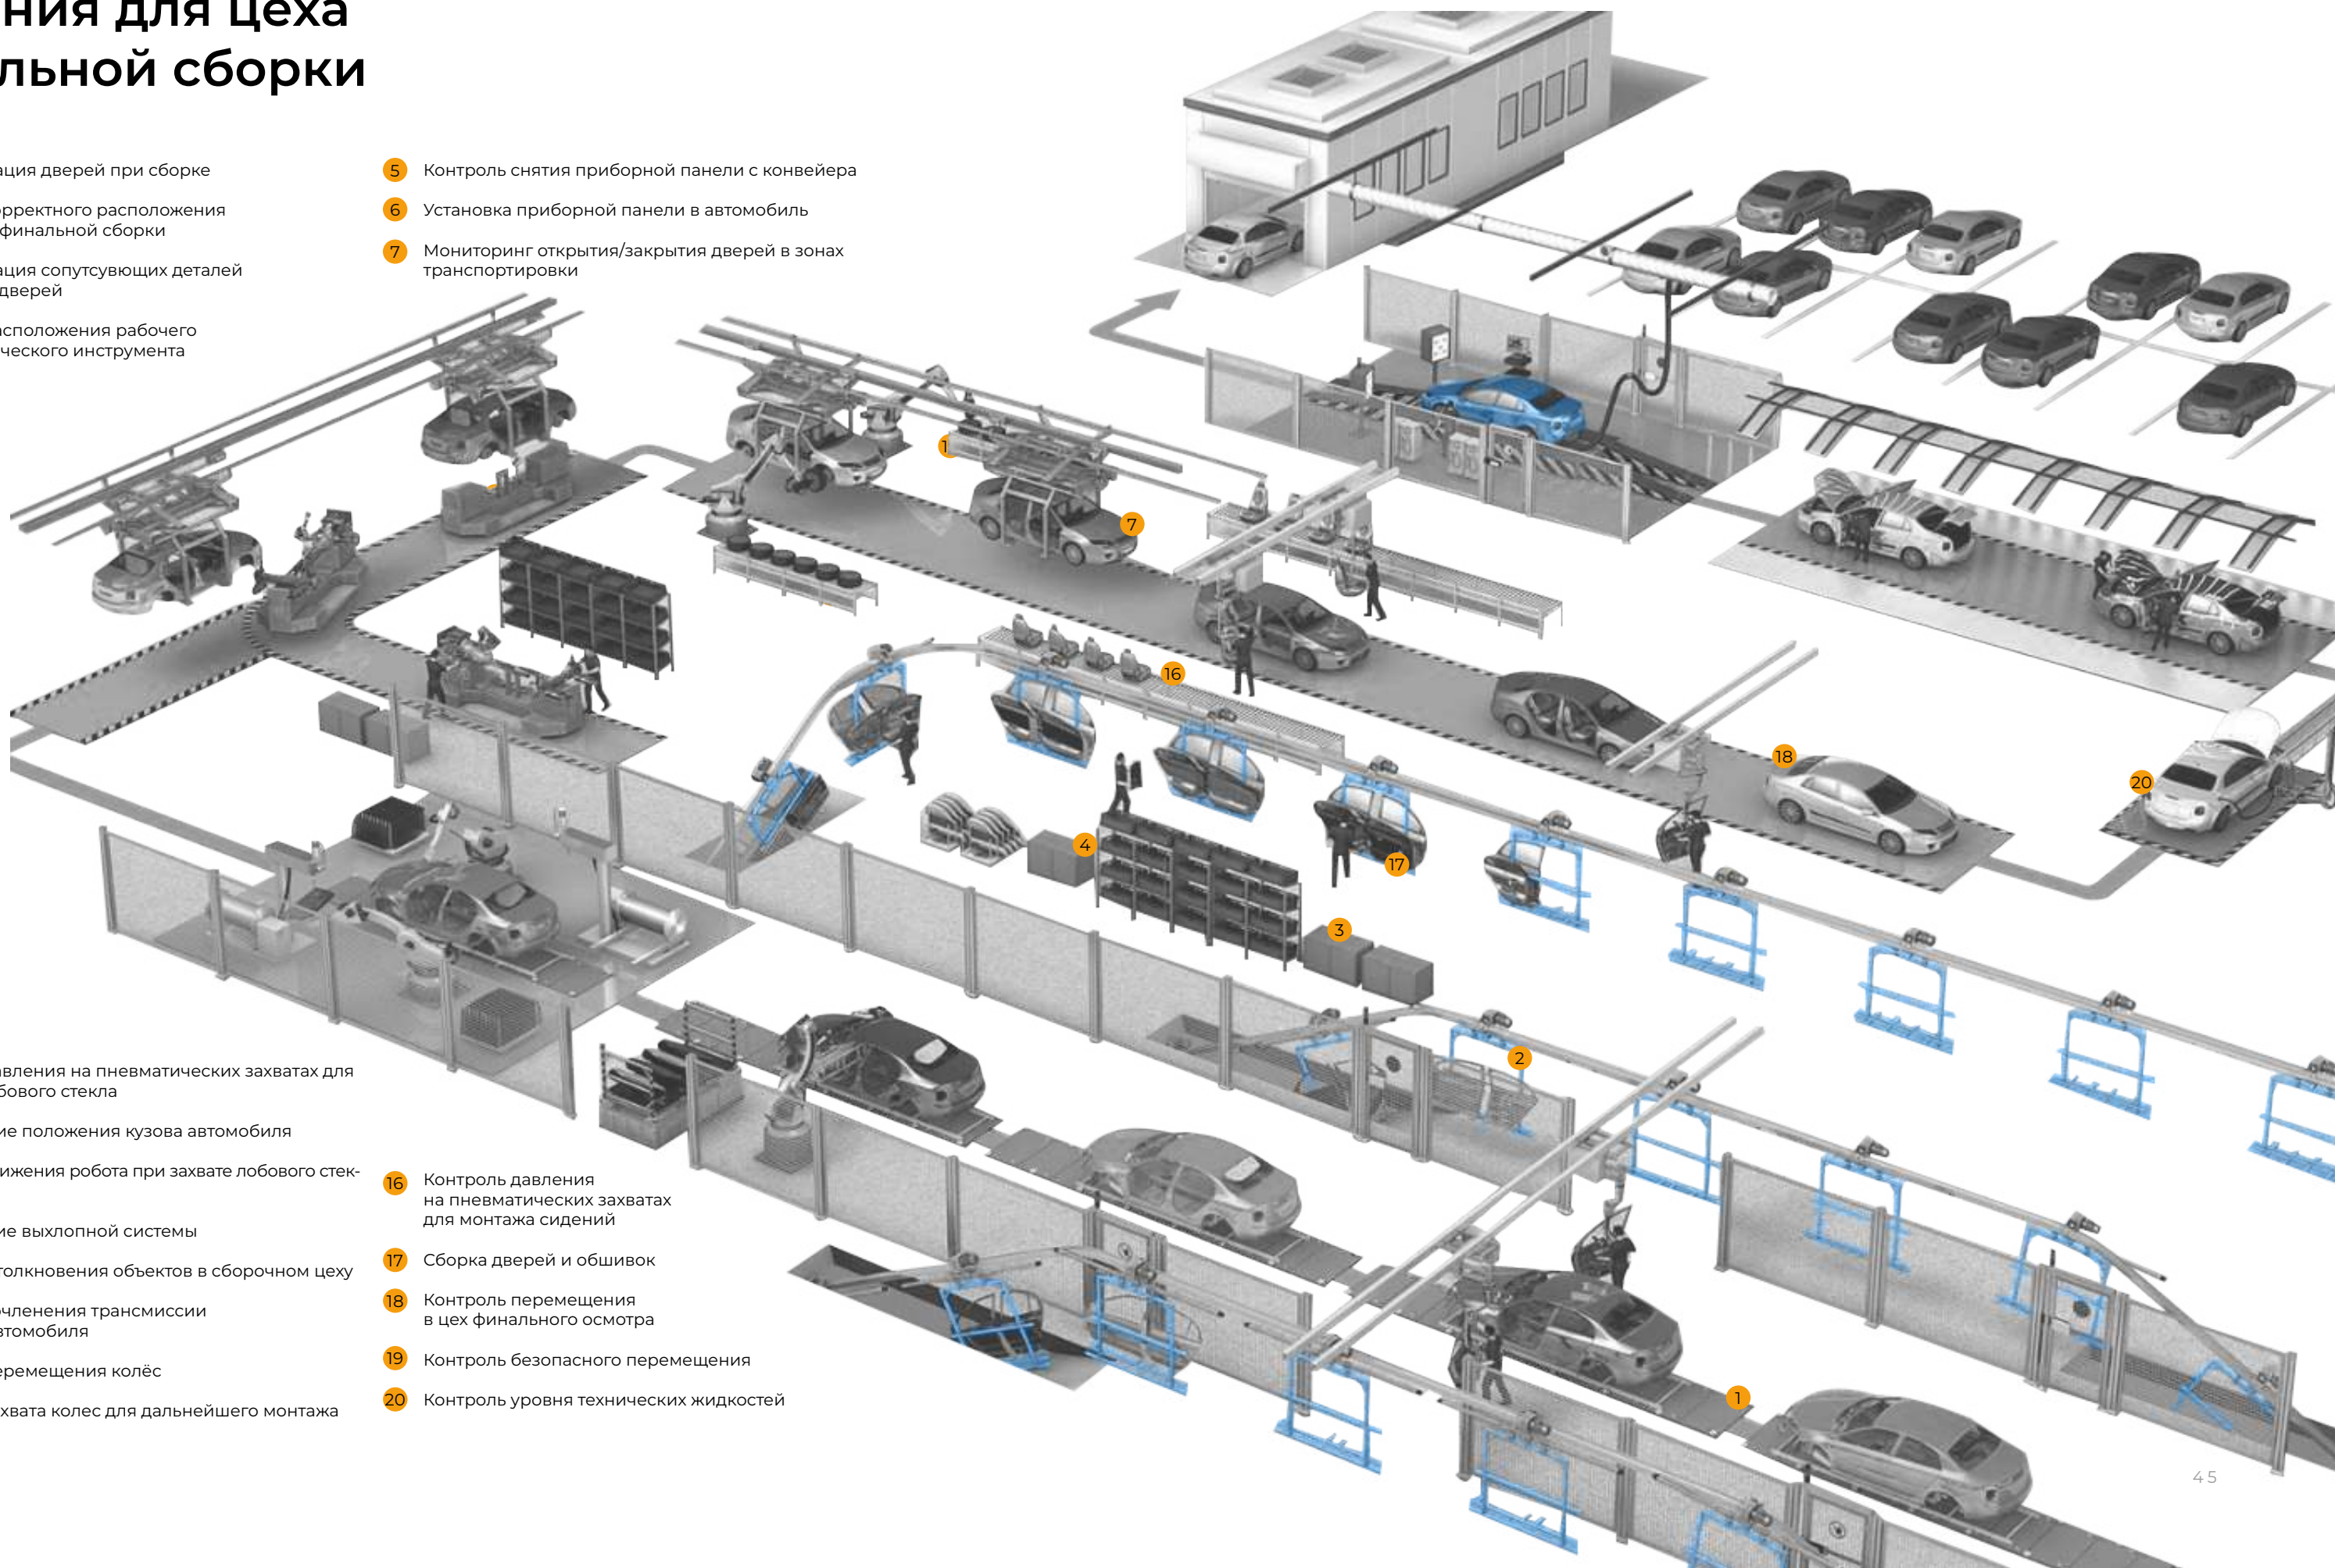 ния для цеха
льной сборки
ация дверей при сборке
орректного расположения
финальной сборки
ация сопутсвующих деталей
дверей
асположения рабочего
ческого инструмента
5 Контроль снятия приборной панели с конвейера
6 Установка приборной панели в автомобиль
7 Мониторинг открытия/закрытия дверей в зонах
транспортировки
1
7
16
18
20
4
17
3
2
1
авления на пневматических захватах для
бового стекла
ие положения кузова автомобиля
ижения робота при захвате лобового стек-
ие выхлопной системы
толкновения объектов в сборочном цеху
очленения трансмиссии
втомобиля
еремещения колёс
хвата колес для дальнейшего монтажа
16 Контроль давления
на пневматических захватах
для монтажа сидений
17 Сборка дверей и обшивок
18 Контроль перемещения
в цех финального осмотра
19 Контроль безопасного перемещения
20 Контроль уровня технических жидкостей
45